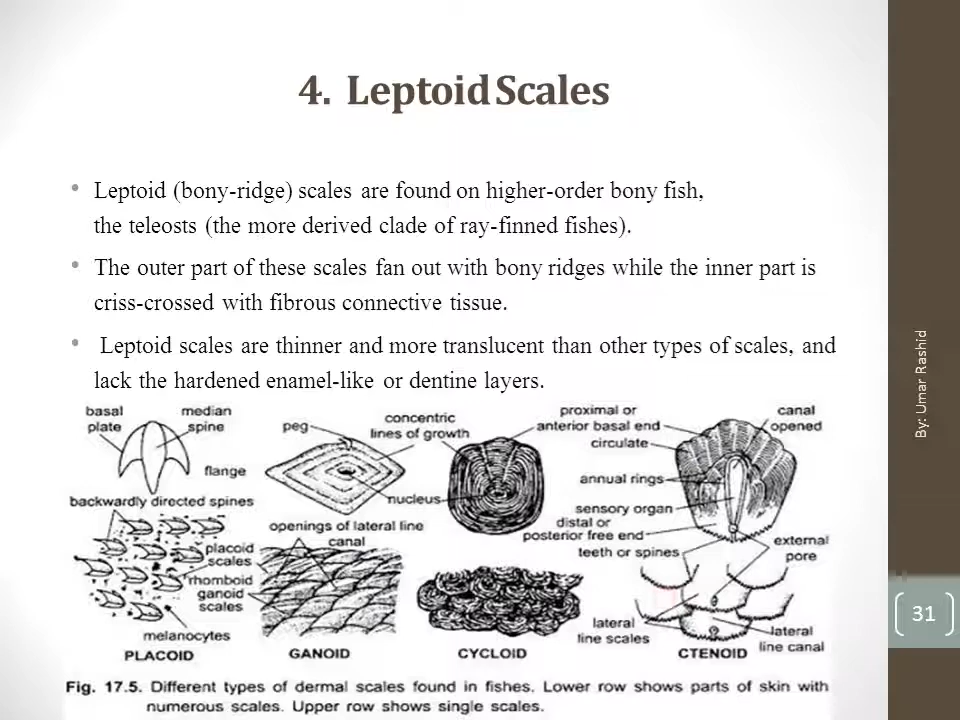 4. Leptoid Scales
• Leptoid (bony-ridge) scales are found on higher-order bony fish,
the teleosts (the more derived clade of ray-finned fishes).
• The outer part of these scales fan out with bony ridges while the inner part is
criss-crossed with fibrous connective tissue.
• Leptoid scales are thinner and more translucent than other types of scales, and
lack the hardened enamel-like or dentine layers.
basal
plate
median
spine
flange
backwardly directed spines
placoid
scales
rhomboid
ganoid
scales
melanocytes
PLACOID
peg
concentric
lines of growth
nucleus
openings of lateral line
canal
GANOID
CYCLOID
proximal or
anterior basal end
circulate
annual rings
sensory organ
distal or
posterior free end
teeth or spines
canal
opened
external
pore
lateral
line scales
lateral
line canal
CTENOID
Fig. 17.5. Different types of dermal scales found in fishes. Lower row shows parts of skin with
numerous scales. Upper row shows single scales.
By: Umar Rashid
31